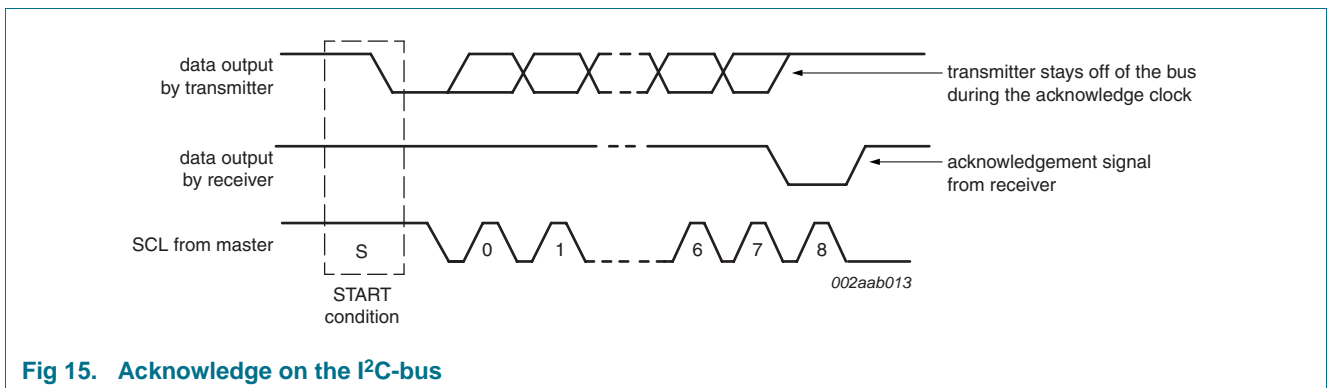 data output
by transmitter
transmitter stays off of the bus
during the acknowledge clock
data output
by receiver
acknowledgement signal
from receiver
SCL from master
S
0
1
6
7
8
002aab013
START
condition
Fig 15. Acknowledge on the I²C-bus